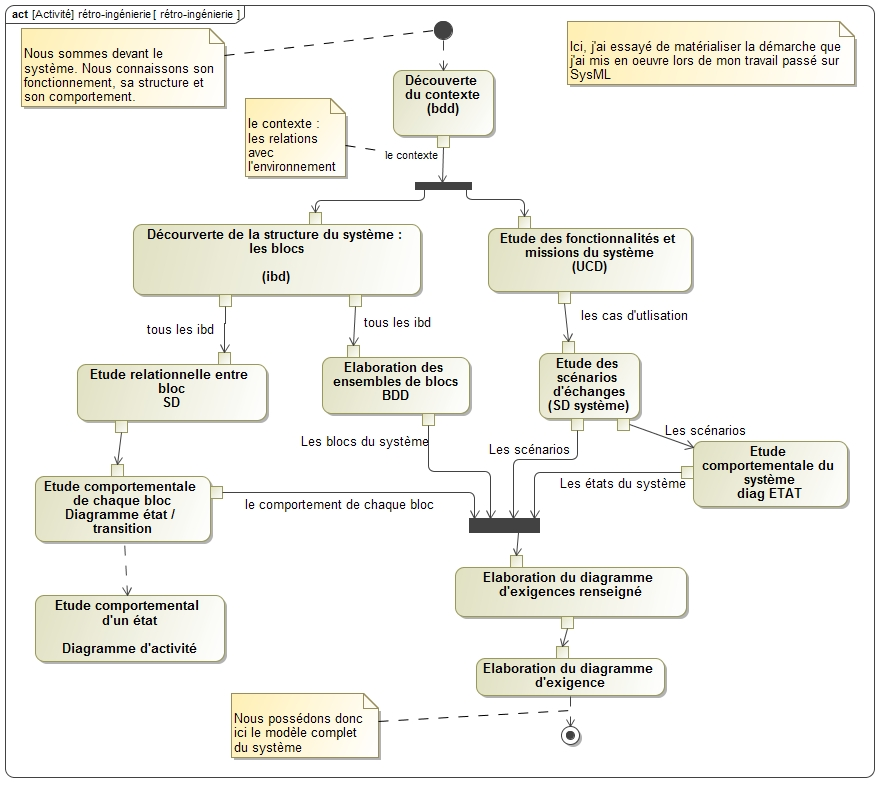 act [Activité] rétro-ingénierie [ rétro-ingénierie ]
Nous sommes devant le
système. Nous connaissons son
fonctionnement, sa structure et
son comportement.
Ici, j'ai essayé de matérialiser la démarche que
j'ai mis en oeuvre lors de mon travail passé sur
SysML
Découverte
du contexte
(bdd)
le contexte :
les relations
avec
l'environnement
le contexte
Décourverte de la structure du système :
les blocs
(ibd)
Etude des fonctionnalités et
missions du système
(UCD)
tous les ibd
tous les ibd
les cas d'utlisation
Etude relationnelle entre
bloc
SD
Elaboration des
ensembles de blocs
BDD
Etude des
scénarios
d'échanges
(SD système)
Les blocs du système
Les scénarios
Les scénarios
Etude
comportementale du
système
diag ETAT
Les états du système
Etude comportementale
de chaque bloc
Diagramme état /
transition
le comportement de chaque bloc
Elaboration du diagramme
d'exigences renseigné
Etude comportemental
d'un état
Diagramme d'activité
Elaboration du diagramme
d'exigence
Nous possédons donc
ici le modèle complet
du système